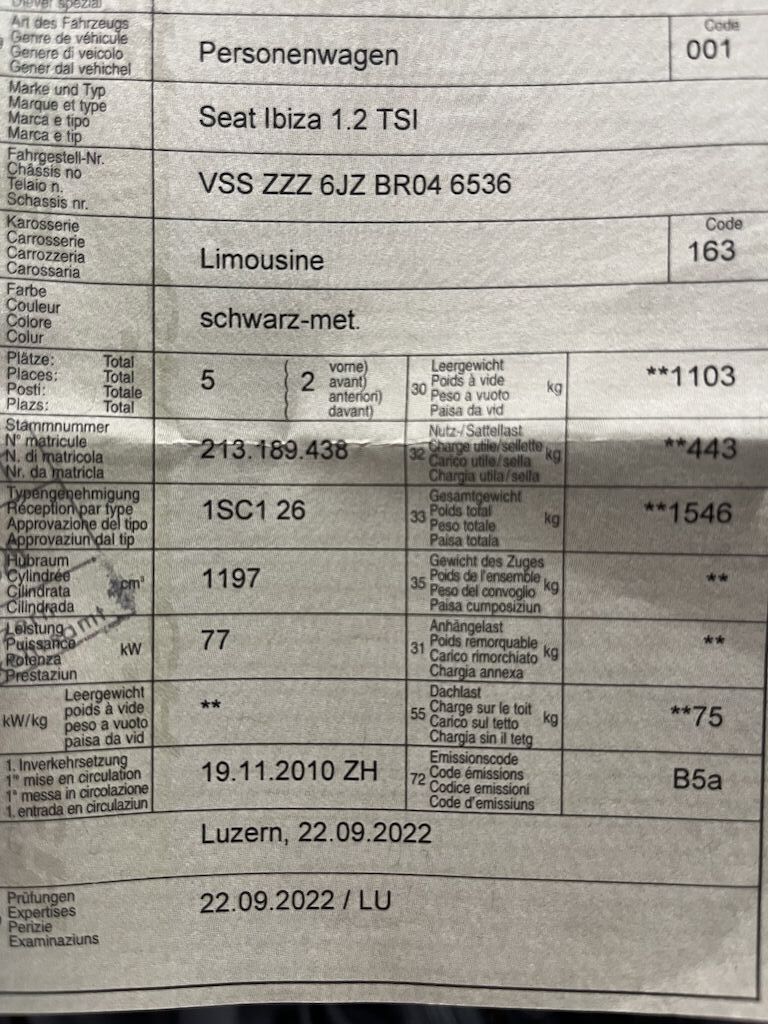 Diever spezial
Art des Fahrzeugs
Genre de véhicule
Genere di veicolo
Gener dal vehichel
Personenwagen
Code
001
Marke und Typ
Marque et type
Marca e tipo
Marca e tip
Seat Ibiza 1.2 TSI
Fahrgestell-Nr.
Châssis no
Telaio n.
Schassis nr.
VSS ZZZ 6JZ BR04 6536
Karosserie
Carrosserie
Carrozzeria
Carossaria
Limousine
Code
163
Farbe
Couleur
Colore
Colur
schwarz-met.
Plätze: Total
Places: Total
Posti: Totale
Plazs: Total
5
2
vorne)
avant)
anteriori)
davant)
30
Leergewicht
Poids à vide
Peso a vuoto
Paisa da vid
kg
**1103
Stammnummer
N° matricule
N. di matricola
Nr. da matricla
213.189.438
32
Nutz-/Sattellast
Charge utile/sellette
Carico utile/sella
Chargia utila/sella
kg
**443
Typengenehmigung
Réception par type
Approvazione del tipo
Approvaziun dal tip
1SC1 26
33
Gesamtgewicht
Poids total
Peso totale
Paisa totala
kg
**1546
Hubraum
Cylindrée
Cilindrata
Cilindrada
cm³
1197
35
Gewicht des Zuges
Poids de l'ensemble
Peso del convoglio
Paisa cumposiziun
kg
**
Leistung
Puissance
Potenza
Prestaziun
kW
77
31
Anhängelast
Poids remorquable
Carico rimorchiato
Chargia annexa
kg
**
kW/kg
Leergewicht
poids à vide
peso a vuoto
paisa da vid
**
55
Dachlast
Charge sur le toit
Carico sul tetto
Chargia sin il tetg
kg
**75
1. Inverkehrsetzung
1re mise en circulation
1a messa in circolazione
1. entrada en circulaziun
19.11.2010 ZH
72
Emissionscode
Code émissions
Codice emissioni
Code d'emissiuns
B5a
Luzern, 22.09.2022
Prüfungen
Expertises
Perizie
Examinaziuns
22.09.2022 / LU